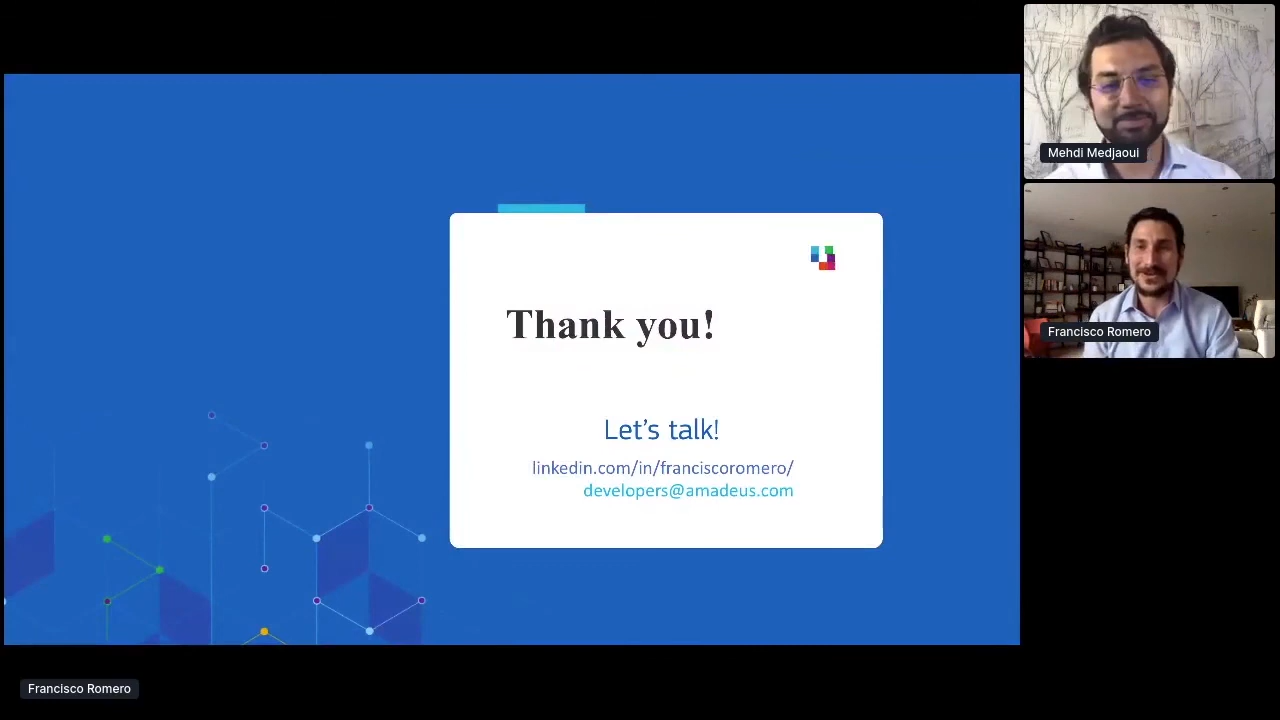 Thank you!
Let's talk!
linkedin.com/in/franciscoromero/
developers@amadeus.com
Mehdi Medjaoui
Francisco Romero
Francisco Romero